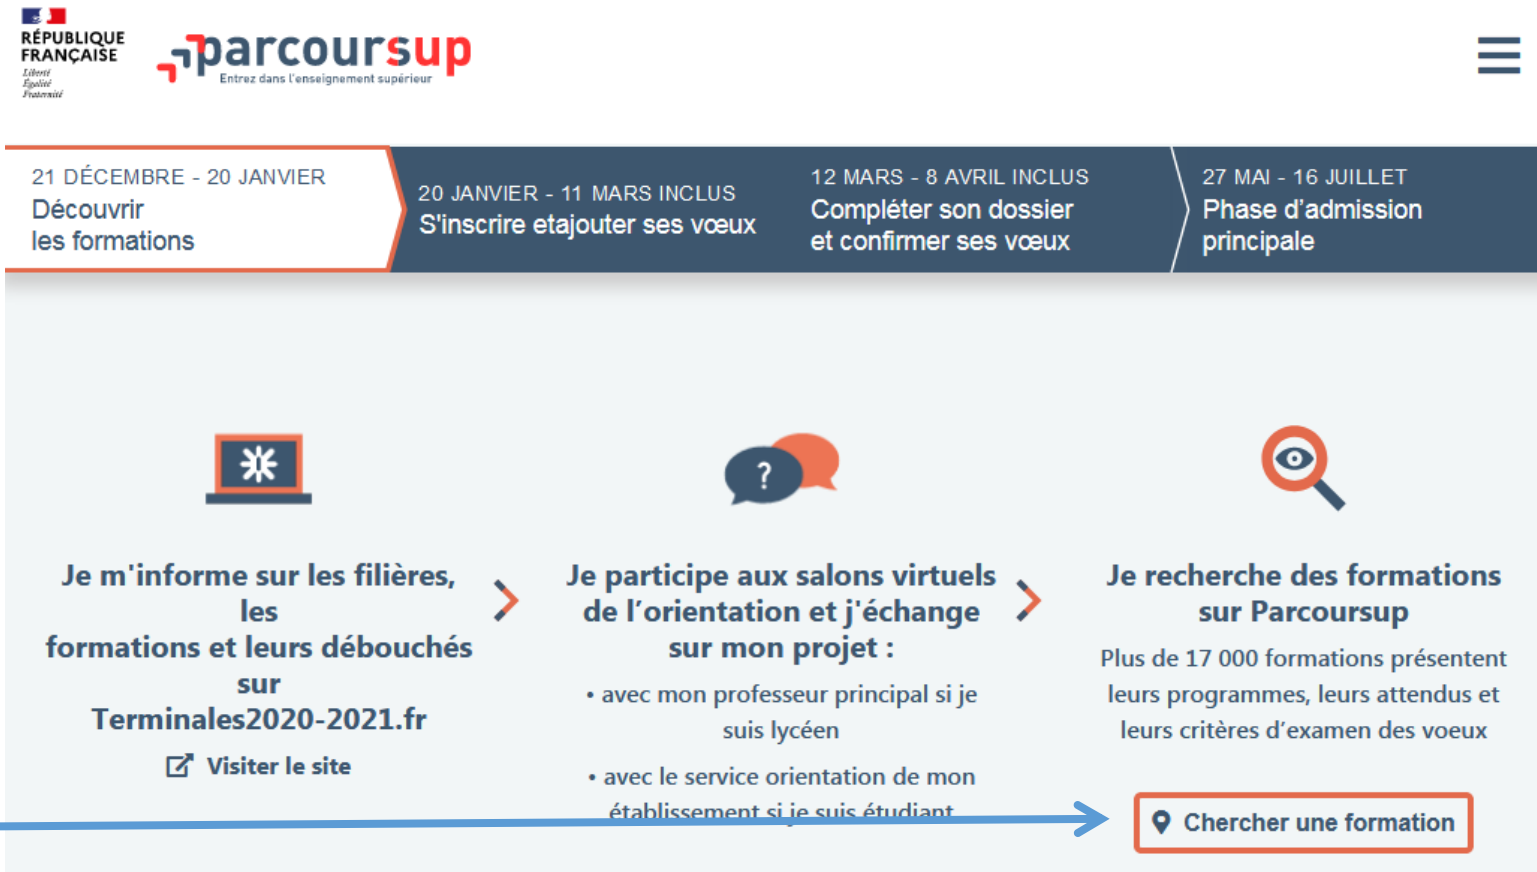 RÉPUBLIQUE
FRANÇAISE
Liberté
Égalité
Fraternité
parcoursup
Entrez dans l'enseignement supérieur
21 DÉCEMBRE - 20 JANVIER
Découvrir
les formations
20 JANVIER - 11 MARS INCLUS
S'inscrire etajouter ses vœux
12 MARS - 8 AVRIL INCLUS
Compléter son dossier
et confirmer ses vœux
27 MAI - 16 JUILLET
Phase d’admission
principale
Je m'informe sur les filières,
les
formations et leurs débouchés
sur
Terminales2020-2021.fr
Visiter le site
?
Je participe aux salons virtuels
de l’orientation et j'échange
sur mon projet :
• avec mon professeur principal si je
suis lycéen
• avec le service orientation de mon
établissement si je suis étudiant
Je recherche des formations
sur Parcoursup
Plus de 17 000 formations présentent
leurs programmes, leurs attendus et
leurs critères d’examen des voeux
Chercher une formation